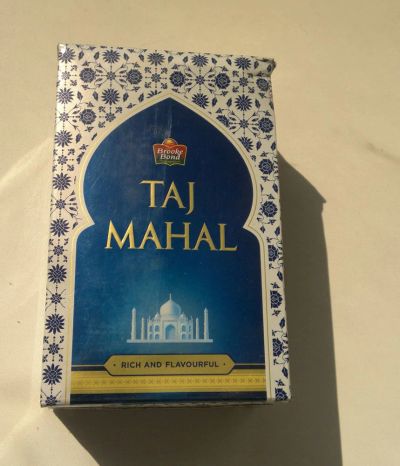 Brooke
Bond
TAJ
MAHAL
• RICH AND FLAVOURFUL •